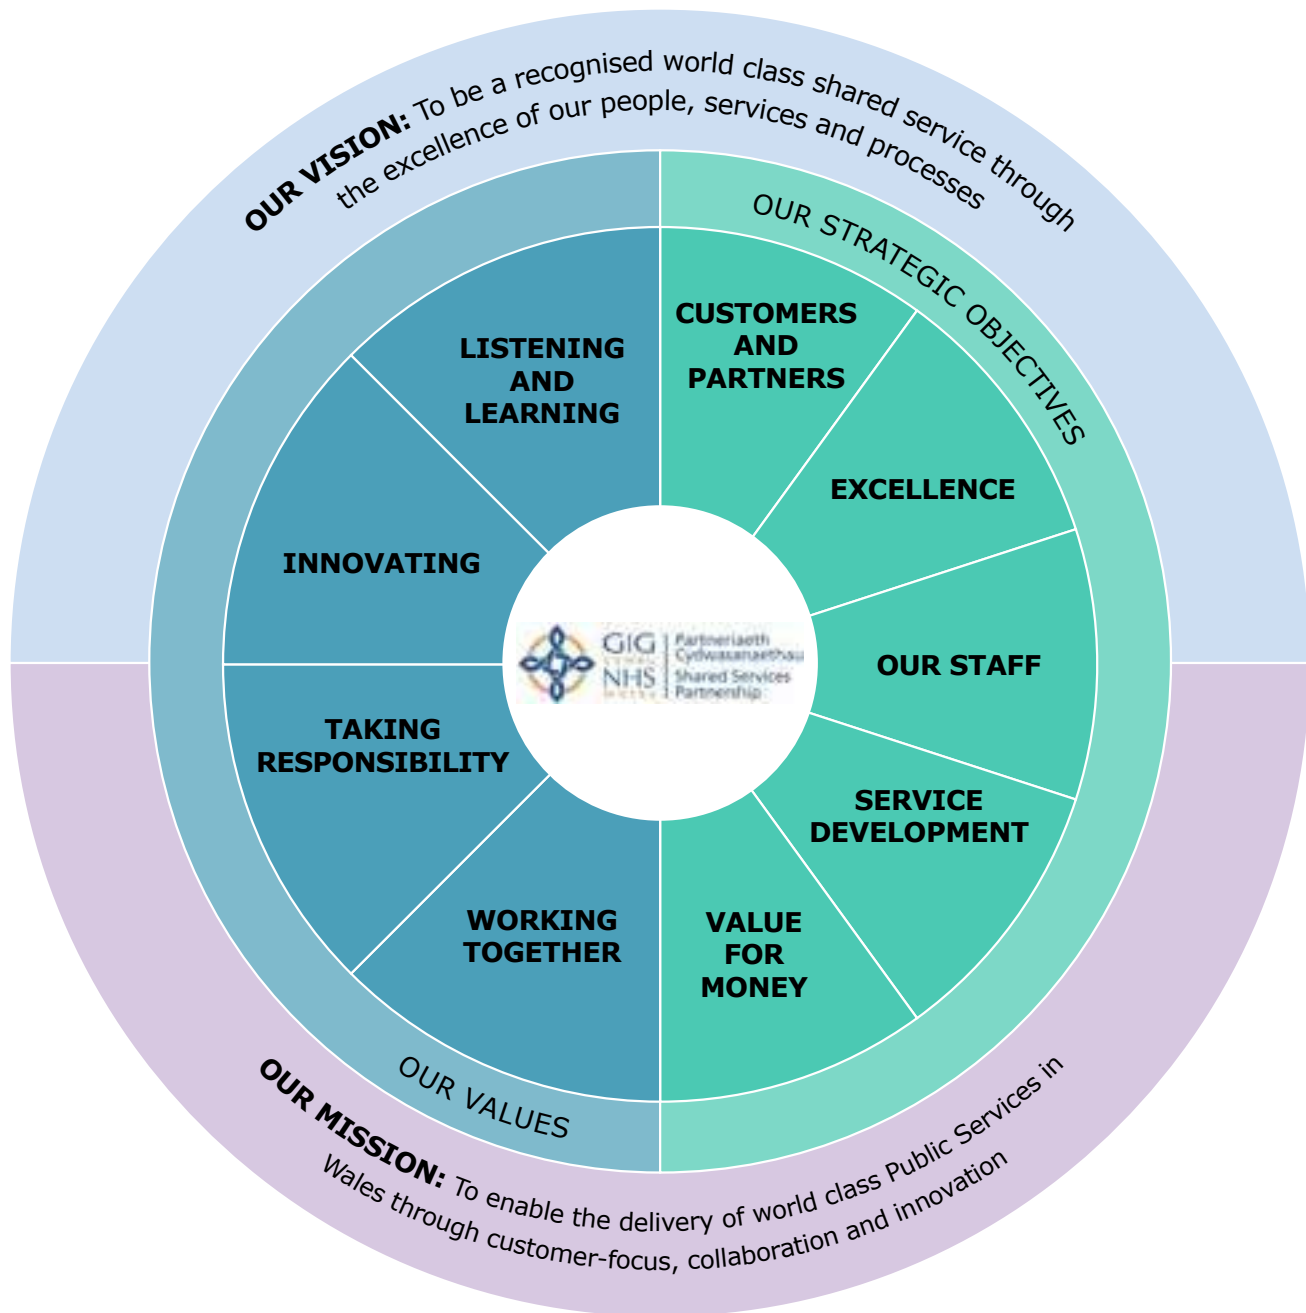 OUR VISION: To be a recognised world class shared service through
the excellence of our people, services and processes
OUR STRATEGIC OBJECTIVES
CUSTOMERS
AND
PARTNERS
EXCELLENCE
OUR STAFF
SERVICE
DEVELOPMENT
VALUE
FOR
MONEY
LISTENING
AND
LEARNING
INNOVATING
TAKING
RESPONSIBILITY
WORKING
TOGETHER
OUR VALUES
GIG
CYMRU
NHS
WALES
Partneriaeth
Cydwasanaethau
Shared Services
Partnership
OUR MISSION: To enable the delivery of world class Public Services in
Wales through customer-focus, collaboration and innovation